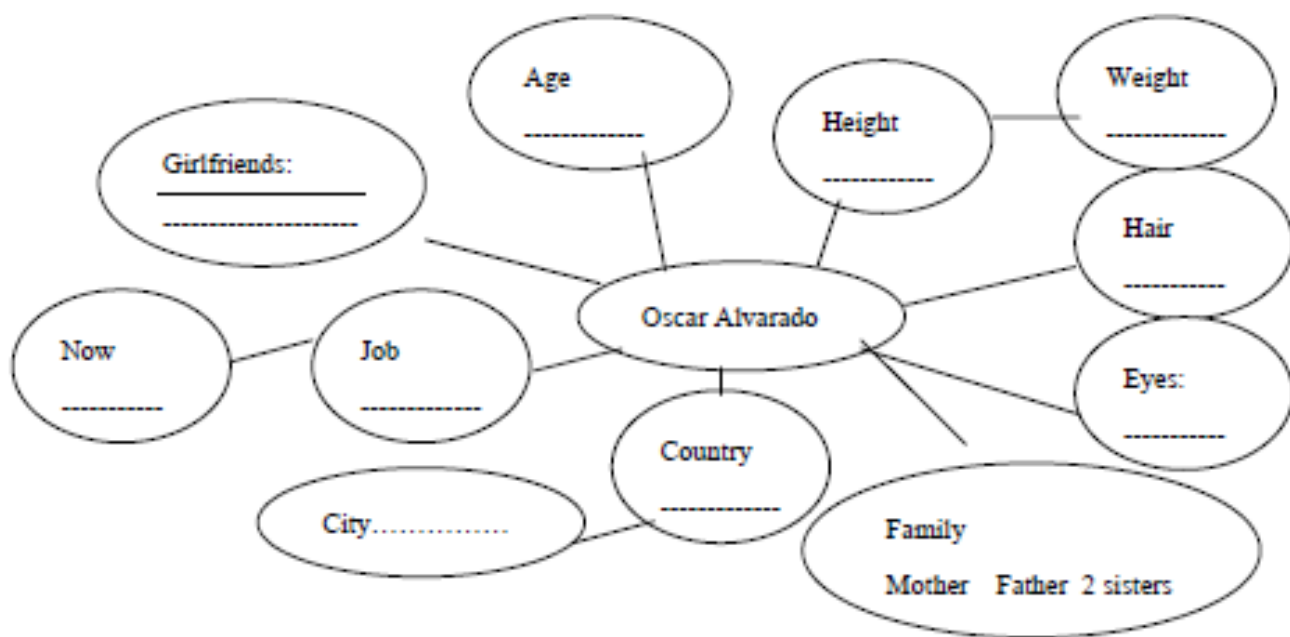 Age
-------------
Height
------------
Weight
-------------
Girlfriends:
---------------------
Hair
-----------
Oscar Alvarado
Now
-----------
Job
-------------
Eyes:
-----------
Country
-------------
City……………
Family
Mother Father 2 sisters